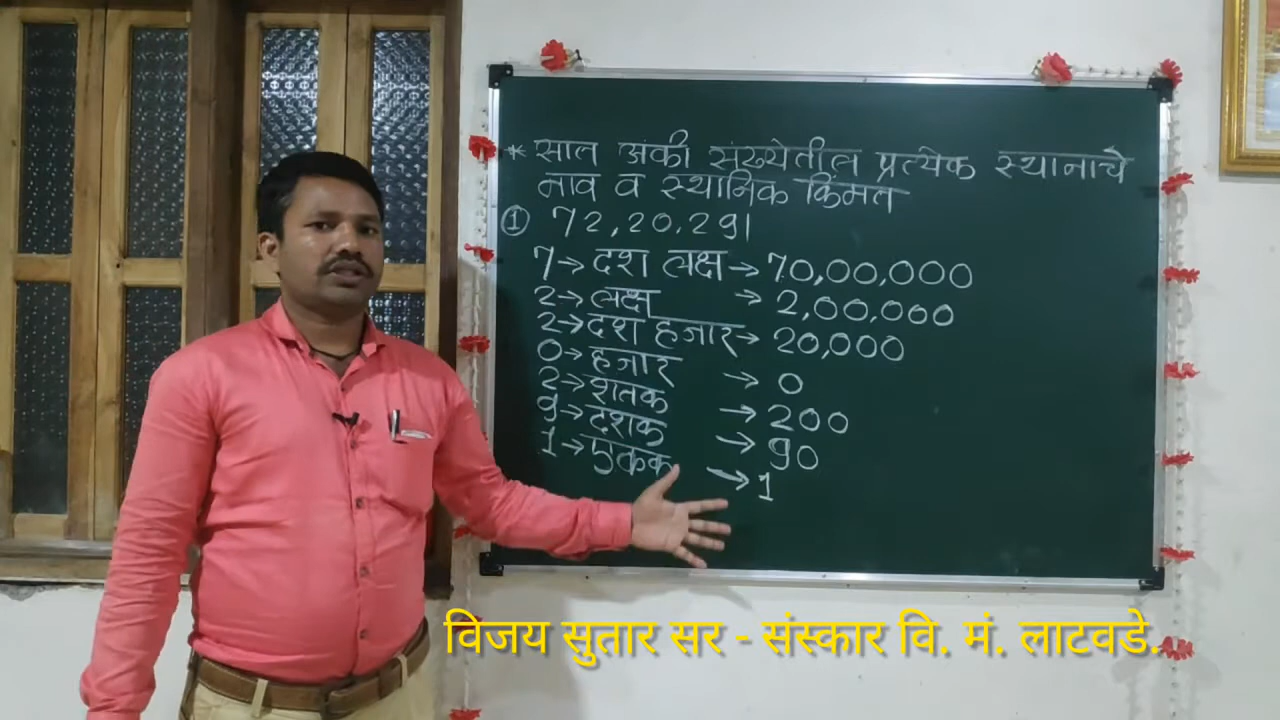 * सात अंकी संख्येतील प्रत्येक स्थानाचे
नाव व स्थानिक किंमत
① 72,20,291
7→ दश लक्ष → 70,00,000
2→ लक्ष → 2,00,000
2→ दश हजार → 20,000
0→ हजार → 0
2→ शतक → 200
9→ दशक → 90
1→ एकक → 1
विजय सुतार सर - संस्कार वि. मं. लाटवडे.